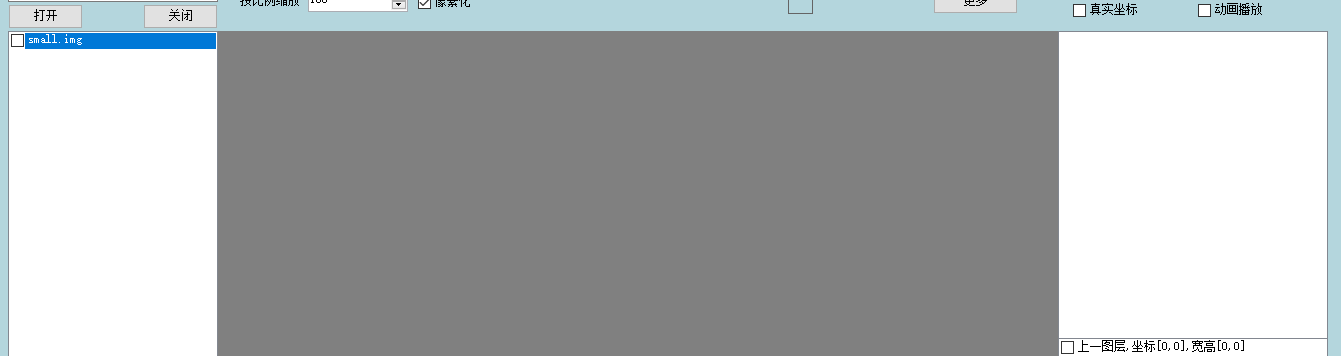 按比例缩放 100 像素化 更多 真实坐标 动画播放
打开 关闭
small.img
上一图层,坐标[0,0],宽高[0,0]